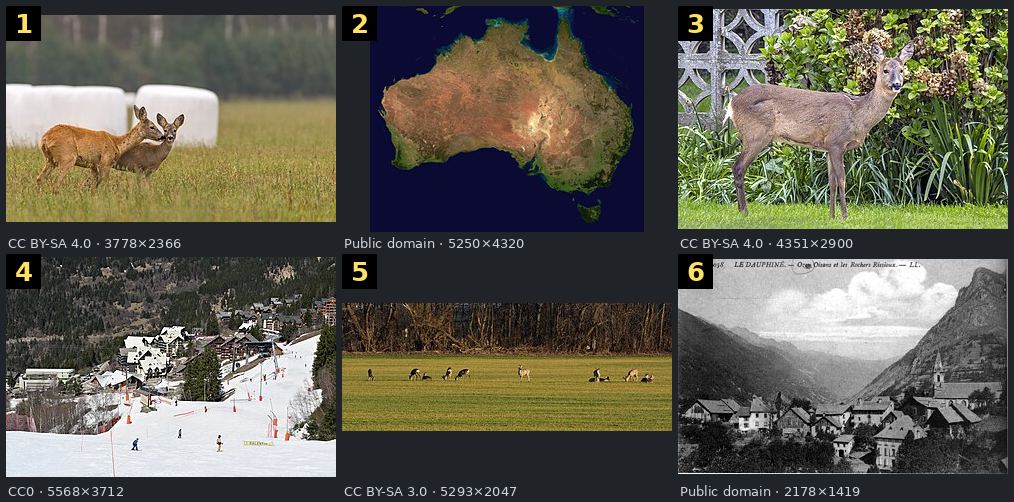 1
2
3
CC BY-SA 4.0 · 3778×2366
Public domain · 5250×4320
CC BY-SA 4.0 · 4351×2900
4
5
6
LE DAUPHINÉ. — Oz en Oisans et les Rochers Rissioux. — LL.
CC0 · 5568×3712
CC BY-SA 3.0 · 5293×2047
Public domain · 2178×1419